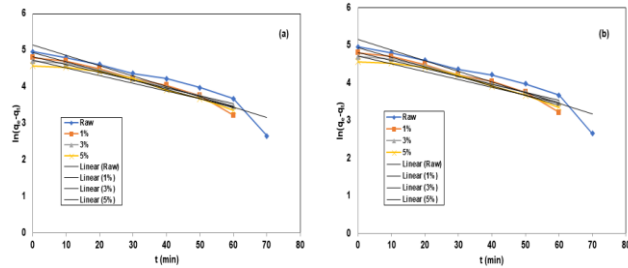 (a)
ln(qₑ-qₜ)
6
5
4
3
2
1
0
Raw
1%
3%
5%
Linear (Raw)
Linear (1%)
Linear (3%)
Linear (5%)
0 10 20 30 40 50 60 70 80
t (min)
(b)
ln(qₑ-qₜ)
6
5
4
3
2
1
0
Raw
1%
3%
5%
Linear (Raw)
Linear (1%)
Linear (3%)
Linear (5%)
0 10 20 30 40 50 60 70 80
t (min)